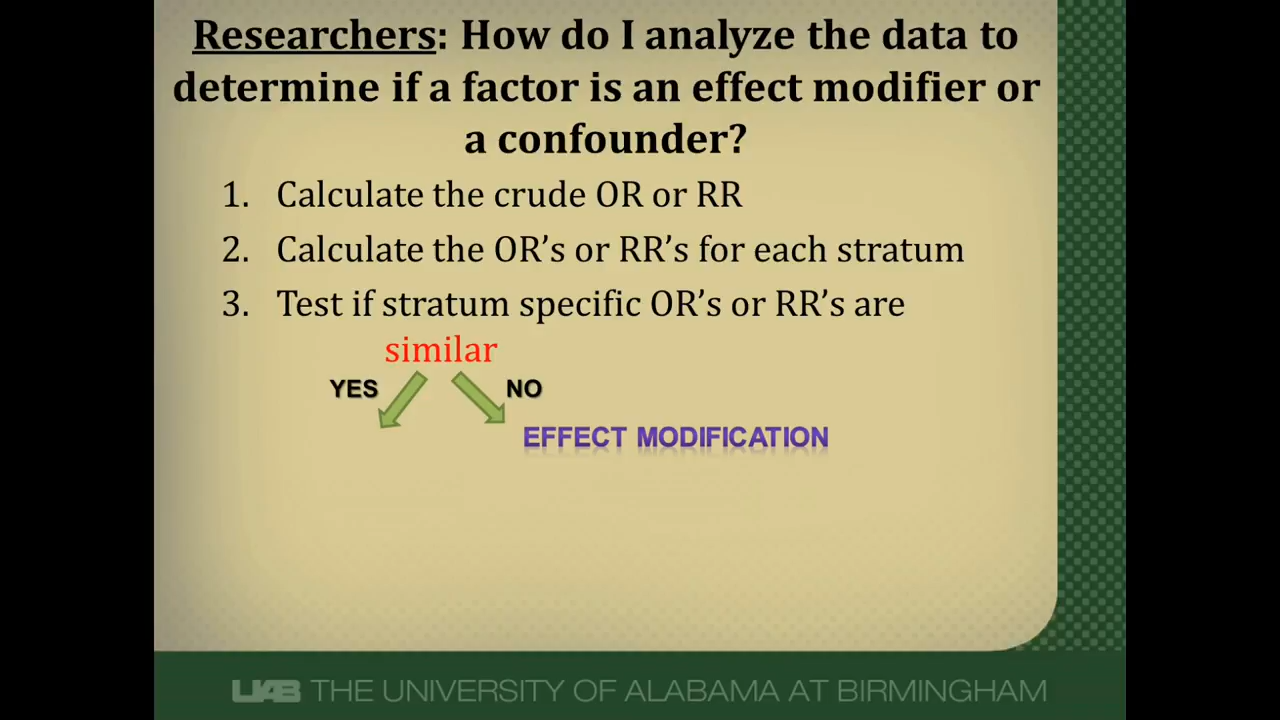 Researchers: How do I analyze the data to
determine if a factor is an effect modifier or
a confounder?
1. Calculate the crude OR or RR
2. Calculate the OR’s or RR’s for each stratum
3. Test if stratum specific OR’s or RR’s are
similar
YES NO
EFFECT MODIFICATION
UAB THE UNIVERSITY OF ALABAMA AT BIRMINGHAM